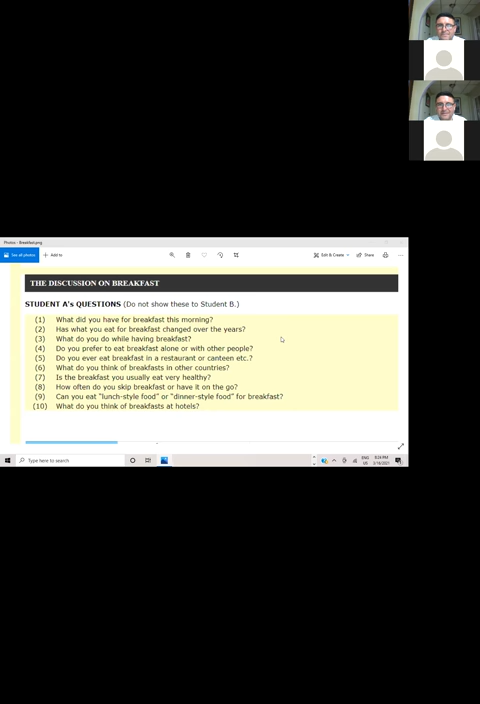 Photos - Breakfast.png
See all photos + Add to Edit & Create Share
THE DISCUSSION ON BREAKFAST
STUDENT A's QUESTIONS (Do not show these to Student B.)
(1) What did you have for breakfast this morning?
(2) Has what you eat for breakfast changed over the years?
(3) What do you do while having breakfast?
(4) Do you prefer to eat breakfast alone or with other people?
(5) Do you ever eat breakfast in a restaurant or canteen etc.?
(6) What do you think of breakfasts in other countries?
(7) Is the breakfast you usually eat very healthy?
(8) How often do you skip breakfast or have it on the go?
(9) Can you eat "lunch-style food" or "dinner-style food" for breakfast?
(10) What do you think of breakfasts at hotels?
Type here to search
ENG
US